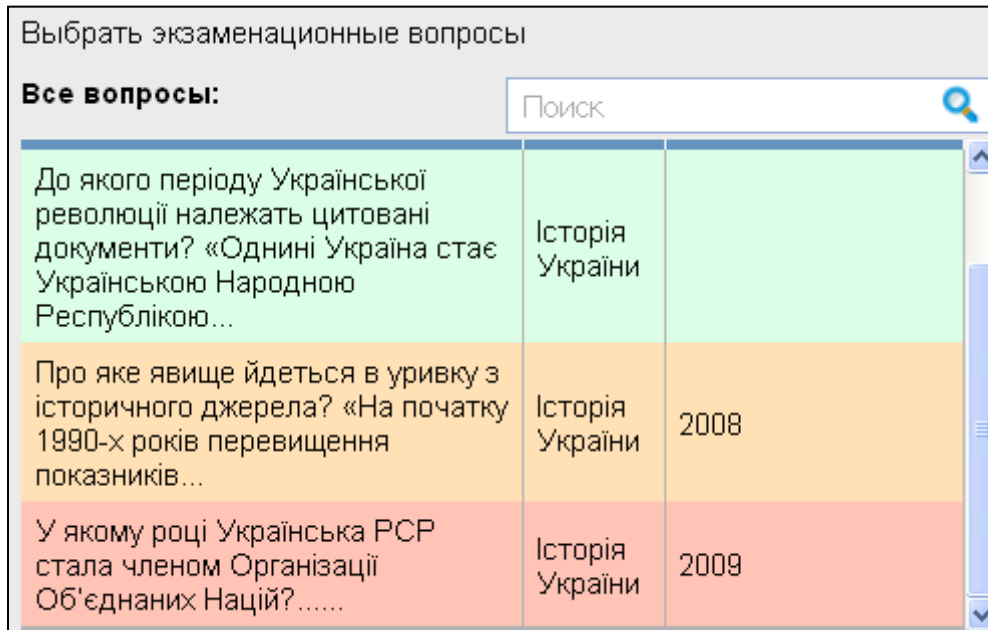 Выбрать экзаменационные вопросы
Все вопросы:
Поиск
До якого періоду Української
революції належать цитовані
документи? «Однині Україна стає
Українською Народною
Республікою...
Історія
України
Про яке явище йдеться в уривку з
історичного джерела? «На початку
1990-х років перевищення
показників...
Історія
України
2008
У якому році Українська РСР
стала членом Організації
Об'єднаних Націй?......
Історія
України
2009